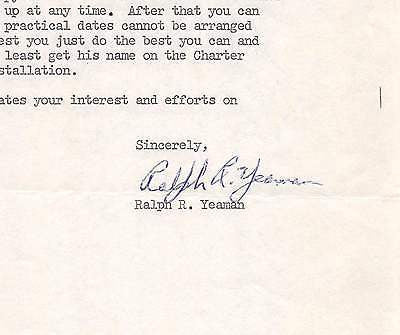 up at any time.  After that you can
practical dates cannot be arranged
est you just do the best you can and
least get his name on the Charter
stallation.
ates your interest and efforts on
Sincerely,
Ralph R. Yeaman
Ralph R. Yeaman